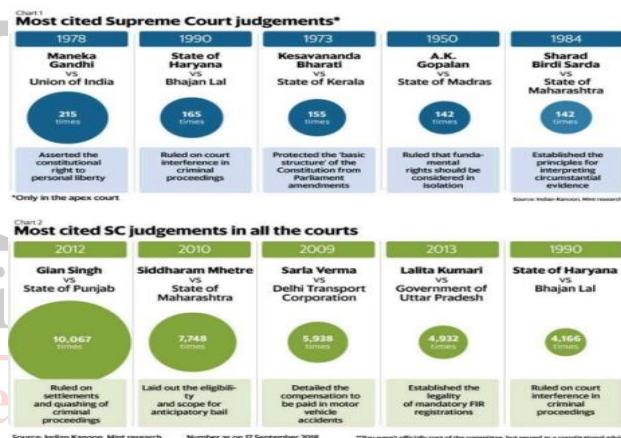 Chart 1
Most cited Supreme Court judgements*
1978
Maneka
Gandhi
vs
Union of India
215
times
Asserted the
constitutional
right to
personal liberty
1990
State of
Haryana
vs
Bhajan Lal
165
times
Ruled on court
interference in
criminal
proceedings
1973
Kesavananda
Bharati
vs
State of Kerala
155
times
Protected the 'basic
structure' of the
Constitution from
Parliament
amendments
1950
A.K.
Gopalan
vs
State of Madras
142
times
Ruled that funda-
mental
rights should be
considered in
isolation
1984
Sharad
Birdi Sarda
vs
State of
Maharashtra
142
times
Established the
principles for
interpreting
circumstantial
evidence
*Only in the apex court
Source: Indian Kanoon, Mint research
Chart 2
Most cited SC judgements in all the courts
2012
Gian Singh
vs
State of Punjab
10,067
times
Ruled on
settlements
and quashing of
criminal
proceedings
2010
Siddharam Mhetre
vs
State of
Maharashtra
7,748
times
Laid out the eligibili-
ty
and scope for
anticipatory bail
2009
Sarla Verma
vs
Delhi Transport
Corporation
5,938
times
Detailed the
compensation to
be paid in motor
vehicle
accidents
2013
Lalita Kumari
vs
Government of
Uttar Pradesh
4,932
times
Established the
legality
of mandatory FIR
registrations
1990
State of Haryana
vs
Bhajan Lal
4,166
times
Ruled on court
interference in
criminal
proceedings
Source: Indian Kanoon, Mint research
Number as on 17 September 2018